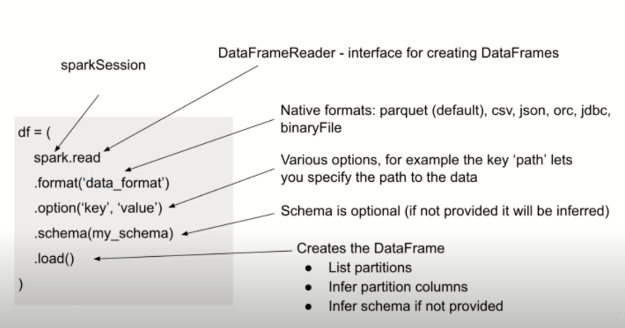 DataFrameReader - interface for creating DataFrames
sparkSession
Native formats: parquet (default), csv, json, orc, jdbc,
binaryFile
df = (
spark.read
.format(‘data_format’)
.option(‘key’, ‘value’)
.schema(my_schema)
.load()
)
Various options, for example the key ‘path’ lets
you specify the path to the data
Schema is optional (if not provided it will be inferred)
Creates the DataFrame
● List partitions
● Infer partition columns
● Infer schema if not provided